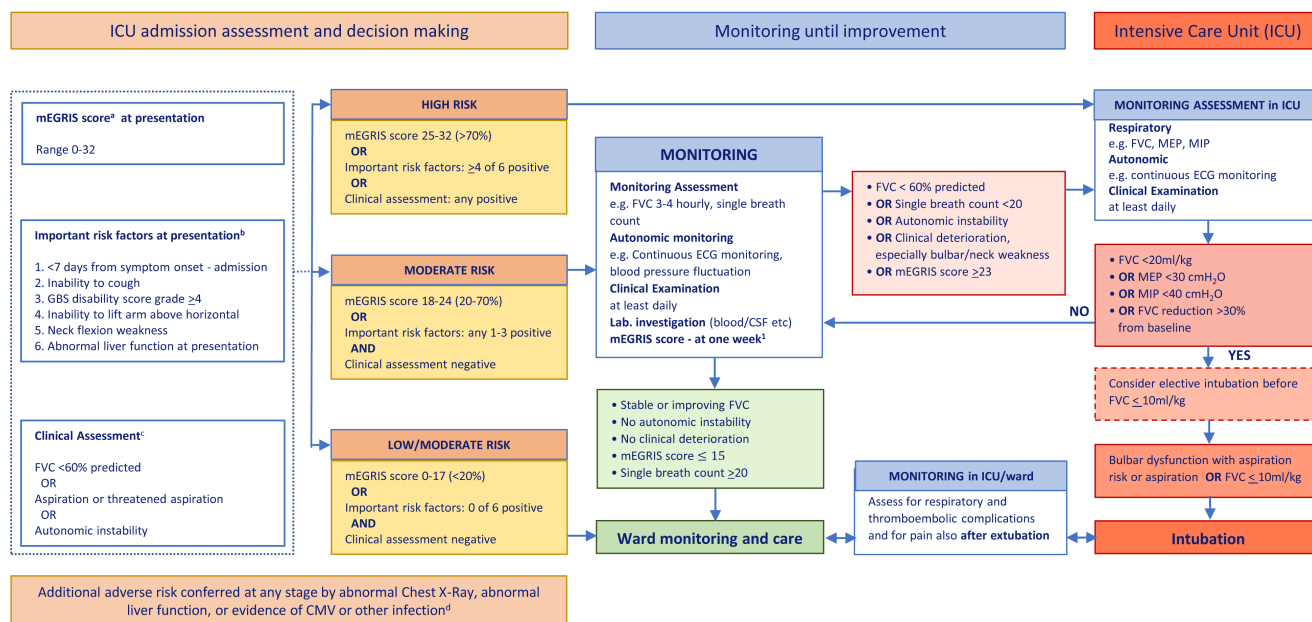 ICU admission assessment and decision making
Monitoring until improvement
Intensive Care Unit (ICU)
mEGRIS scoreᵃ at presentation
Range 0-32
Important risk factors at presentationᵇ
1. <7 days from symptom onset - admission
2. Inability to cough
3. GBS disability score grade ≥4
4. Inability to lift arm above horizontal
5. Neck flexion weakness
6. Abnormal liver function at presentation
Clinical Assessmentᶜ
FVC <60% predicted
OR
Aspiration or threatened aspiration
OR
Autonomic instability
HIGH RISK
mEGRIS score 25-32 (>70%)
OR
Important risk factors: ≥4 of 6 positive
OR
Clinical assessment: any positive
MODERATE RISK
mEGRIS score 18-24 (20-70%)
OR
Important risk factors: any 1-3 positive
AND
Clinical assessment negative
LOW/MODERATE RISK
mEGRIS score 0-17 (<20%)
OR
Important risk factors: 0 of 6 positive
AND
Clinical assessment negative
Additional adverse risk conferred at any stage by abnormal Chest X-Ray, abnormal
liver function, or evidence of CMV or other infectionᵈ
MONITORING
Monitoring Assessment
e.g. FVC 3-4 hourly, single breath
count
Autonomic monitoring
e.g. Continuous ECG monitoring,
blood pressure fluctuation
Clinical Examination
at least daily
Lab. investigation (blood/CSF etc)
mEGRIS score - at one week¹
• Stable or improving FVC
• No autonomic instability
• No clinical deterioration
• mEGRIS score ≤ 15
• Single breath count ≥20
Ward monitoring and care
• FVC < 60% predicted
• OR Single breath count <20
• OR Autonomic instability
• OR Clinical deterioration,
especially bulbar/neck weakness
• OR mEGRIS score ≥23
MONITORING in ICU/ward
Assess for respiratory and
thromboembolic complications
and for pain also after extubation
MONITORING ASSESSMENT in ICU
Respiratory
e.g. FVC, MEP, MIP
Autonomic
e.g. continuous ECG monitoring
Clinical Examination
at least daily
• FVC <20ml/kg
• OR MEP <30 cmH₂O
• OR MIP <40 cmH₂O
• OR FVC reduction >30%
from baseline
NO
YES
Consider elective intubation before
FVC ≤10ml/kg
Bulbar dysfunction with aspiration
risk or aspiration OR FVC ≤10ml/kg
Intubation